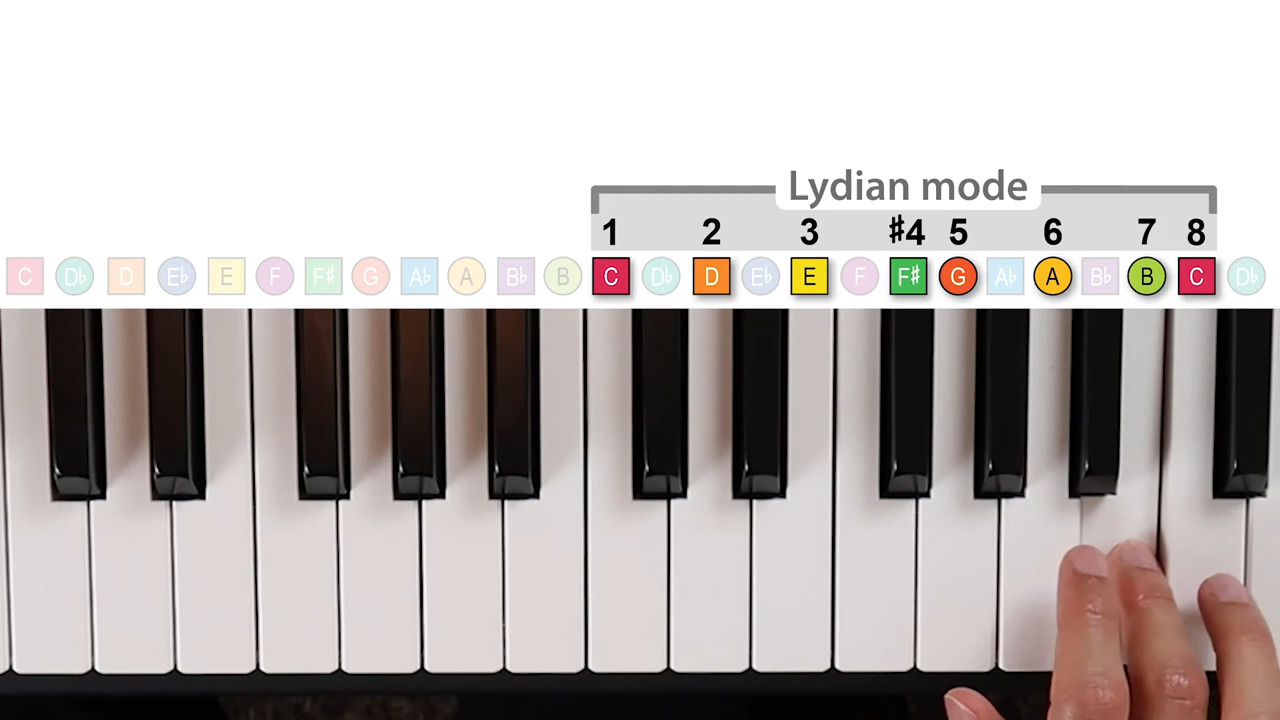 Lydian mode
1 2 3 ♯4 5 6 7 8
C D♭ D E♭ E F F♯ G A♭ A B♭ B C D♭ D E♭ E F F♯ G A♭ A B♭ B C D♭